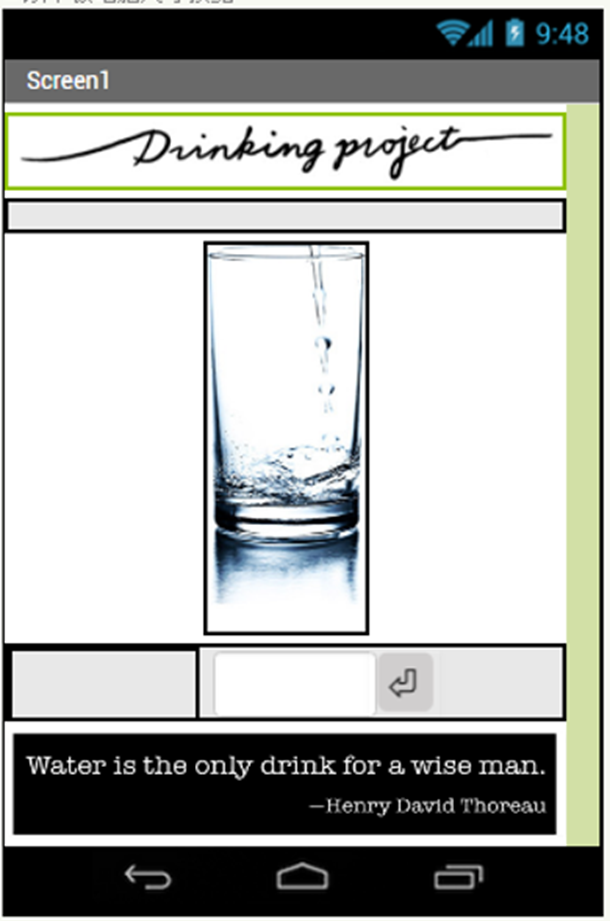 9:48
Screen1
Drinking project
Water is the only drink for a wise man.
—Henry David Thoreau